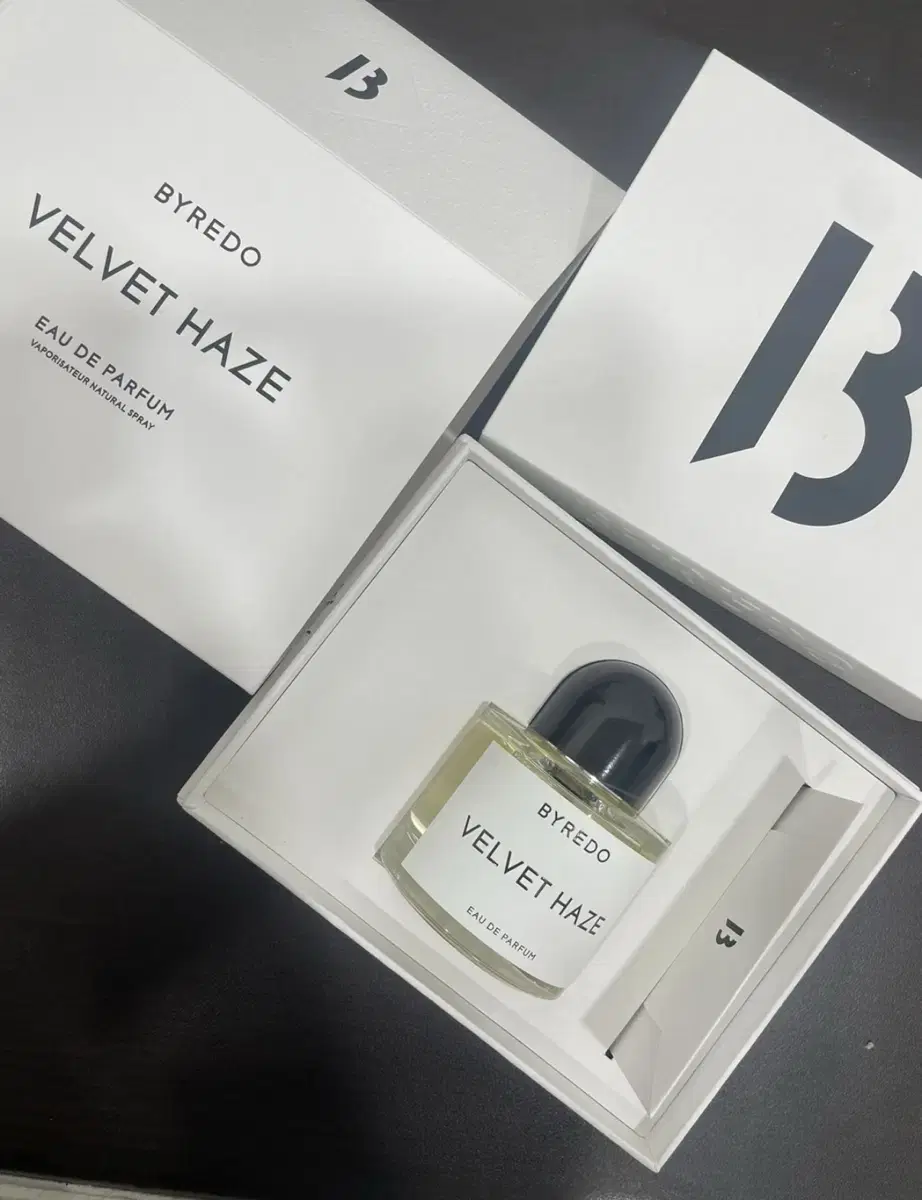 B
BYREDO
VELVET HAZE
EAU DE PARFUM
VAPORISATEUR NATURAL SPRAY
B
BYREDO
VELVET HAZE
EAU DE PARFUM
B